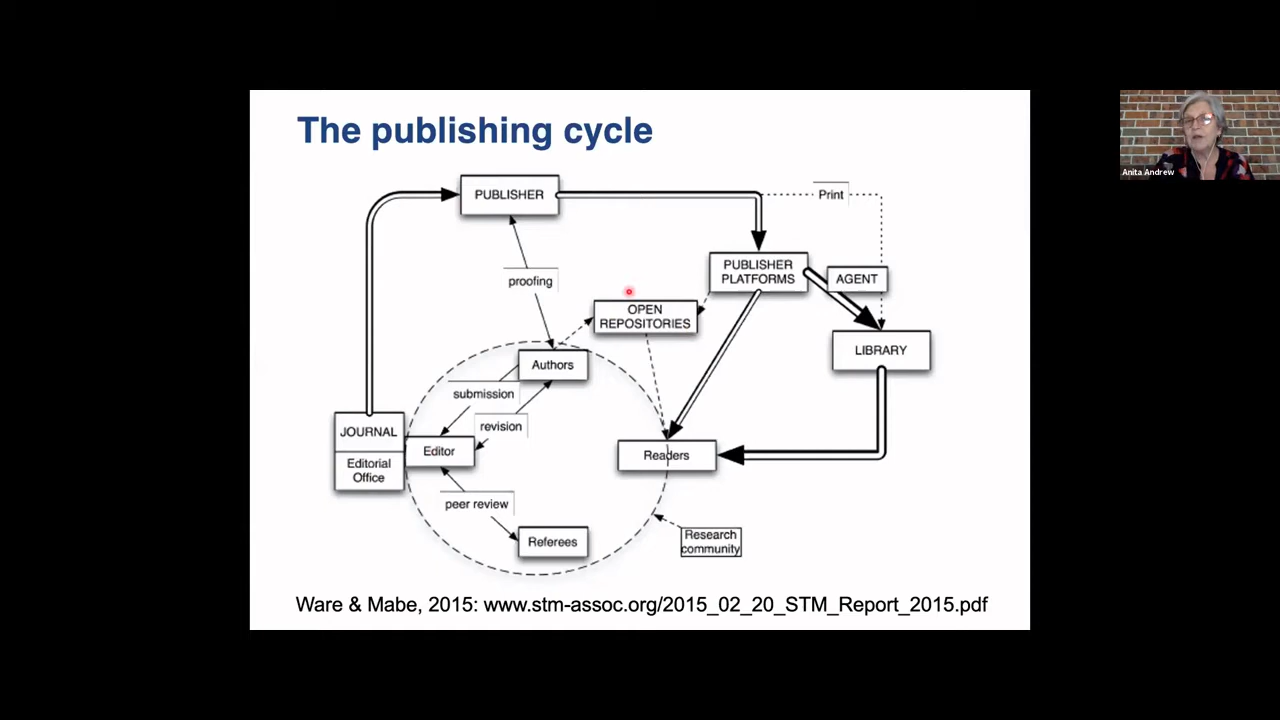 The publishing cycle
PUBLISHER
Print
proofing
PUBLISHER
PLATFORMS
AGENT
OPEN
REPOSITORIES
LIBRARY
Authors
submission
revision
JOURNAL
Editorial
Office
Editor
Readers
peer review
Referees
Research
community
Ware & Mabe, 2015: www.stm-assoc.org/2015_02_20_STM_Report_2015.pdf
Anita Andrew